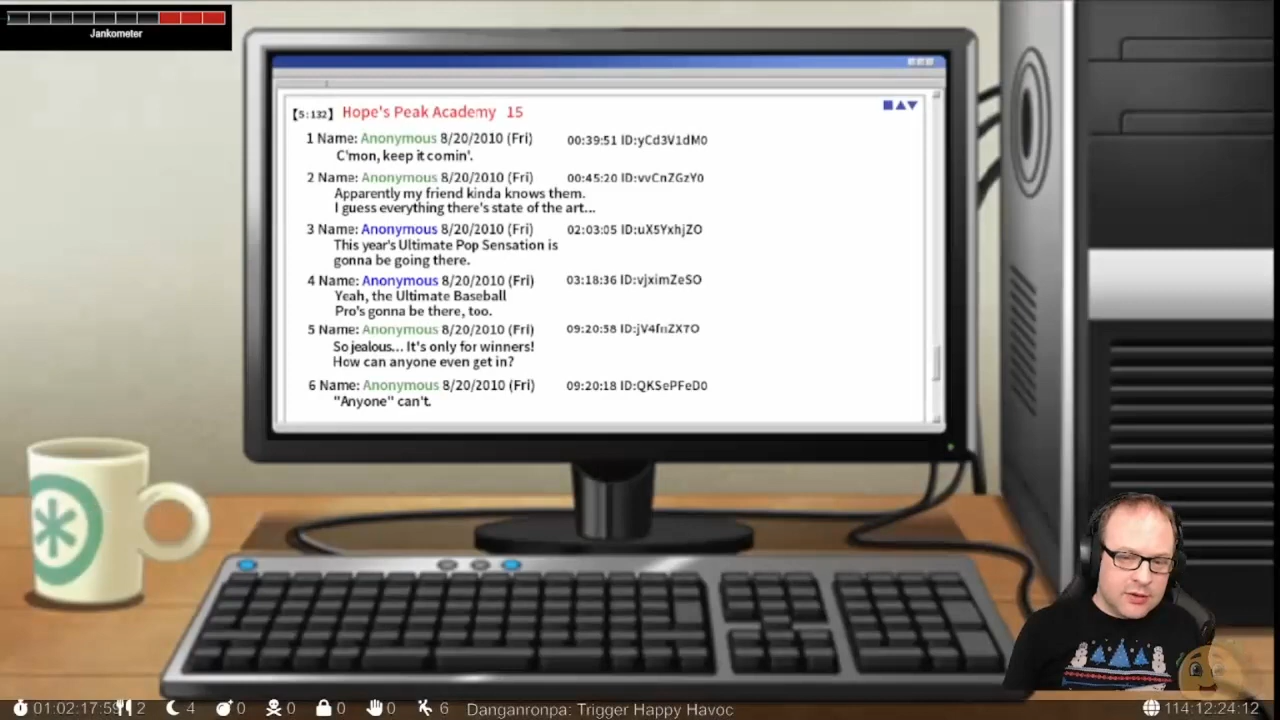 Jankometer
【5:132】 Hope's Peak Academy 15
1 Name: Anonymous 8/20/2010 (Fri) 00:39:51 ID:yCd3V1dM0
C'mon, keep it comin'.
2 Name: Anonymous 8/20/2010 (Fri) 00:45:20 ID:vvCnZGzY0
Apparently my friend kinda knows them.
I guess everything there's state of the art...
3 Name: Anonymous 8/20/2010 (Fri) 02:03:05 ID:uX5YxhjZO
This year's Ultimate Pop Sensation is
gonna be going there.
4 Name: Anonymous 8/20/2010 (Fri) 03:18:36 ID:vjximZeSO
Yeah, the Ultimate Baseball
Pro's gonna be there, too.
5 Name: Anonymous 8/20/2010 (Fri) 09:20:58 ID:jV4fnZX7O
So jealous... It's only for winners!
How can anyone even get in?
6 Name: Anonymous 8/20/2010 (Fri) 09:20:18 ID:QKSePFeD0
"Anyone" can't.
01:02:17:59 2 4 0 0 0 0 6 Danganronpa: Trigger Happy Havoc 114:12:24:12